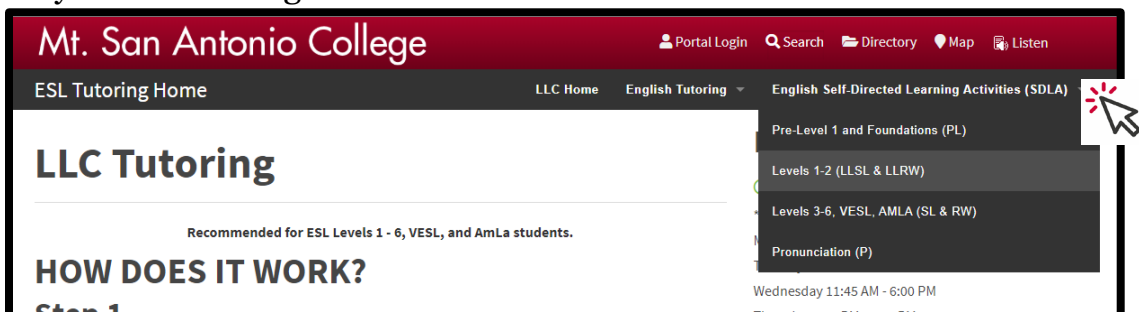 Mt. San Antonio College
Portal Login Search Directory Map Listen
ESL Tutoring Home
LLC Home English Tutoring English Self-Directed Learning Activities (SDLA)
Pre-Level 1 and Foundations (PL)
LLC Tutoring
Levels 1-2 (LLSL & LLRW)
Levels 3-6, VESL, AMLA (SL & RW)
Recommended for ESL Levels 1 - 6, VESL, and AmLa students.
Pronunciation (P)
HOW DOES IT WORK?
Wednesday 11:45 AM - 6:00 PM
Step 1